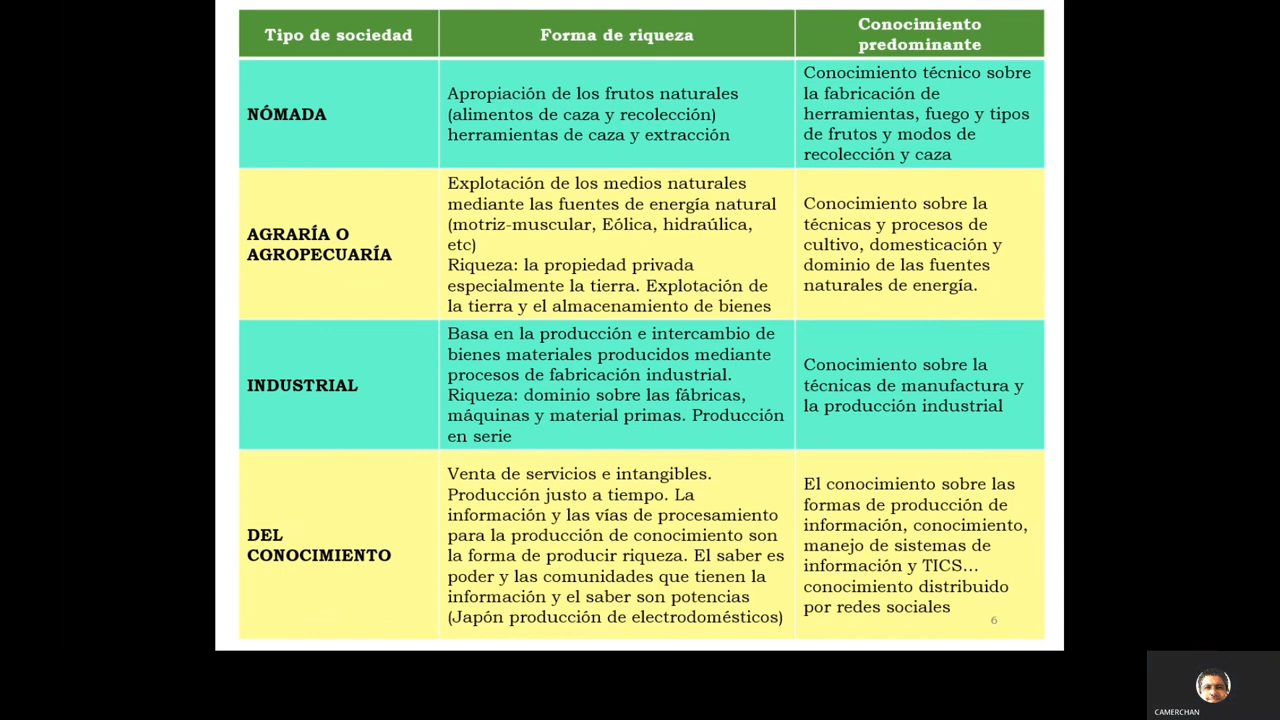 Tipo de sociedad
Forma de riqueza
Conocimiento
predominante
NÓMADA
Apropiación de los frutos naturales
(alimentos de caza y recolección)
herramientas de caza y extracción
Conocimiento técnico sobre
la fabricación de
herramientas, fuego y tipos
de frutos y modos de
recolección y caza
AGRARÍA O
AGROPECUARÍA
Explotación de los medios naturales
mediante las fuentes de energía natural
(motriz-muscular, Eólica, hidraúlica,
etc)
Riqueza: la propiedad privada
especialmente la tierra. Explotación de
la tierra y el almacenamiento de bienes
Conocimiento sobre la
técnicas y procesos de
cultivo, domesticación y
dominio de las fuentes
naturales de energía.
INDUSTRIAL
Basa en la producción e intercambio de
bienes materiales producidos mediante
procesos de fabricación industrial.
Riqueza: dominio sobre las fábricas,
máquinas y material primas. Producción
en serie
Conocimiento sobre la
técnicas de manufactura y
la producción industrial
DEL
CONOCIMIENTO
Venta de servicios e intangibles.
Producción justo a tiempo. La
información y las vías de procesamiento
para la producción de conocimiento son
la forma de producir riqueza. El saber es
poder y las comunidades que tienen la
información y el saber son potencias
(Japón producción de electrodomésticos)
El conocimiento sobre las
formas de producción de
información, conocimiento,
manejo de sistemas de
información y TICS...
conocimiento distribuido
por redes sociales
6
CAMERCHAN